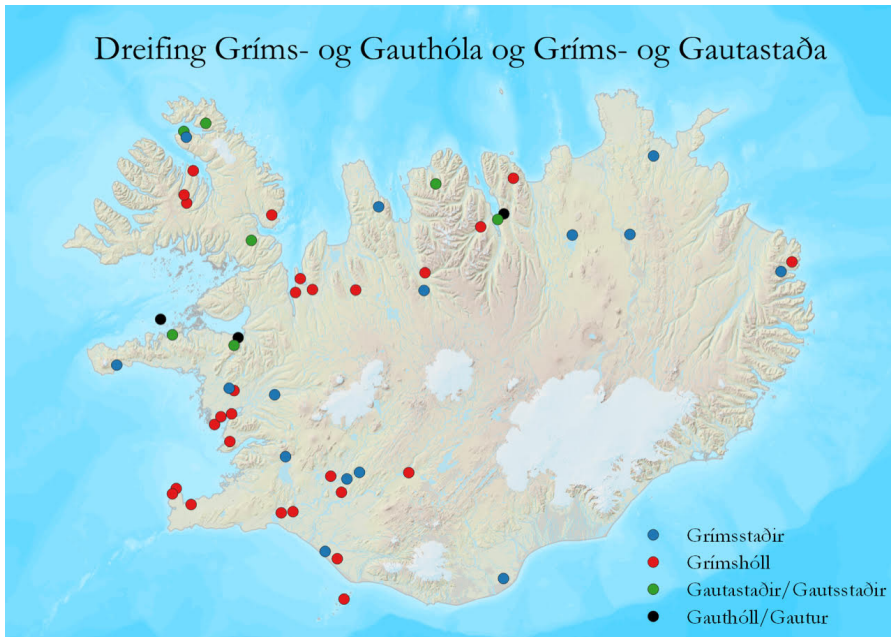 Dreifing Gríms- og Gauthóla og Gríms- og Gautastaða
Grímsstaðir
Grímshóll
Gautastaðir/Gautsstaðir
Gauthóll/Gautur